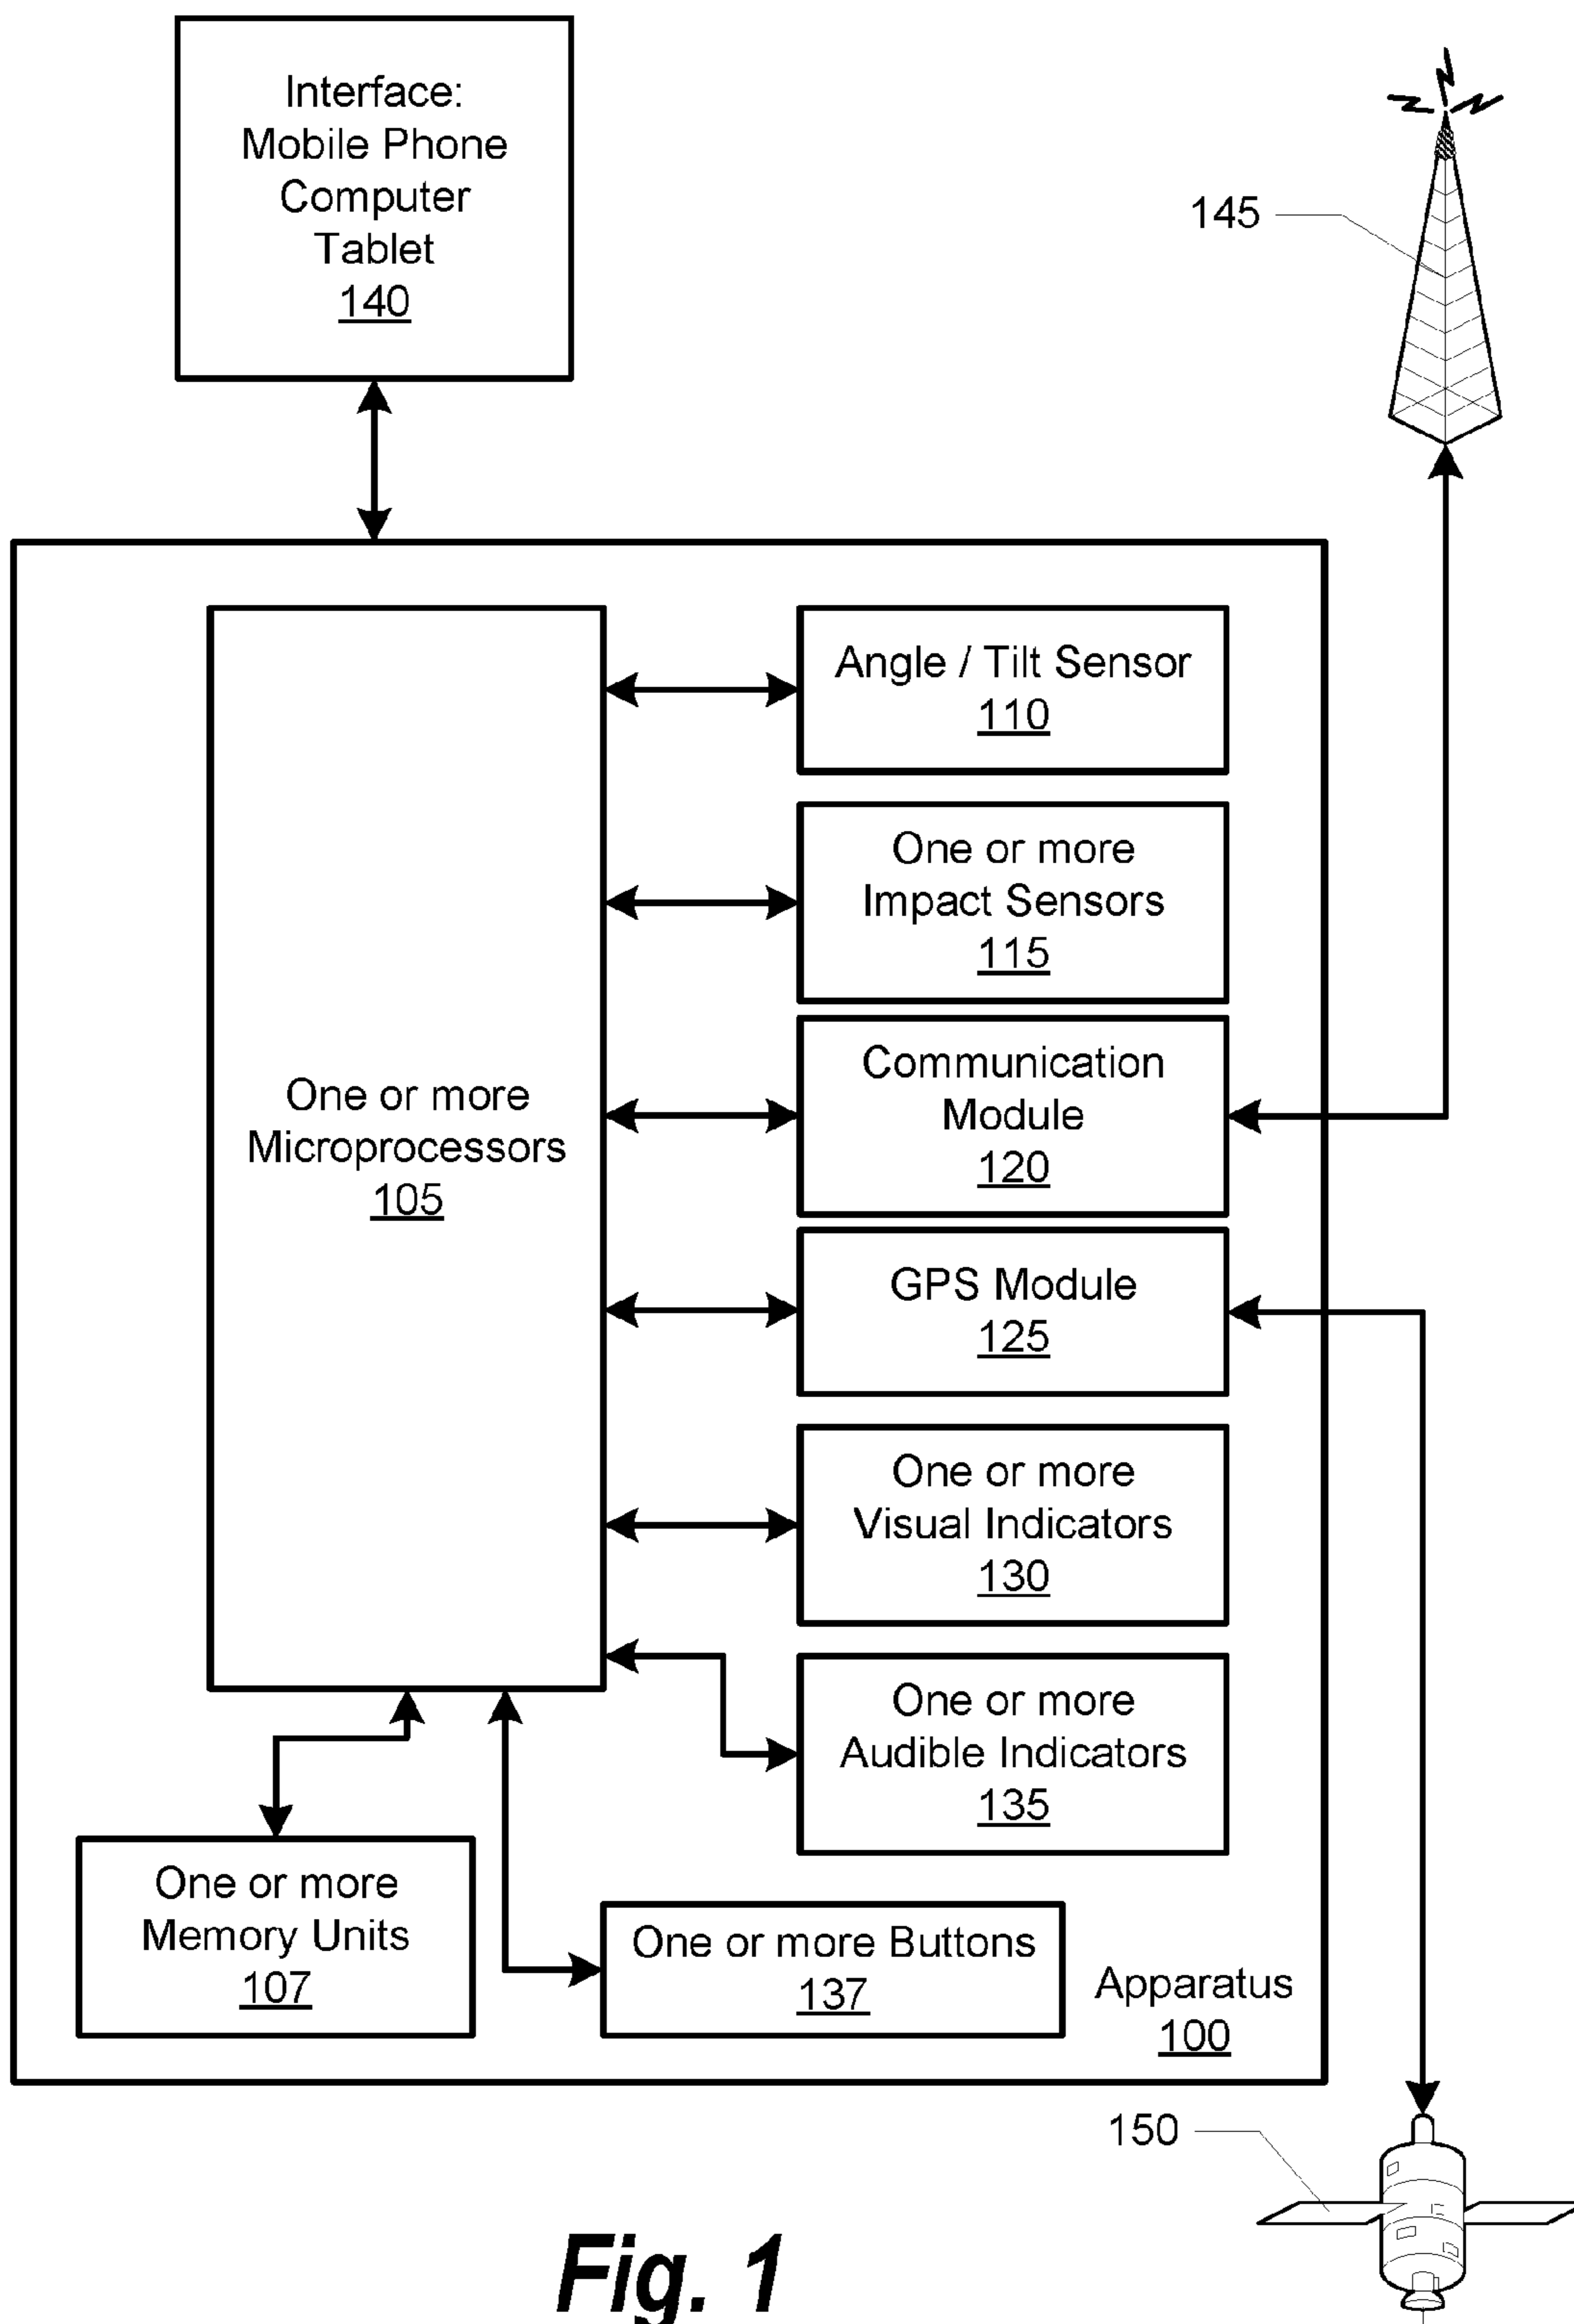 Interface:
Mobile Phone
Computer
Tablet
140
145
Angle / Tilt Sensor
110
One or more
Impact Sensors
115
One or more
Microprocessors
105
Communication
Module
120
GPS Module
125
One or more
Visual Indicators
130
One or more
Audible Indicators
135
One or more
Memory Units
107
One or more Buttons
137
Apparatus
100
150
Fig. 1